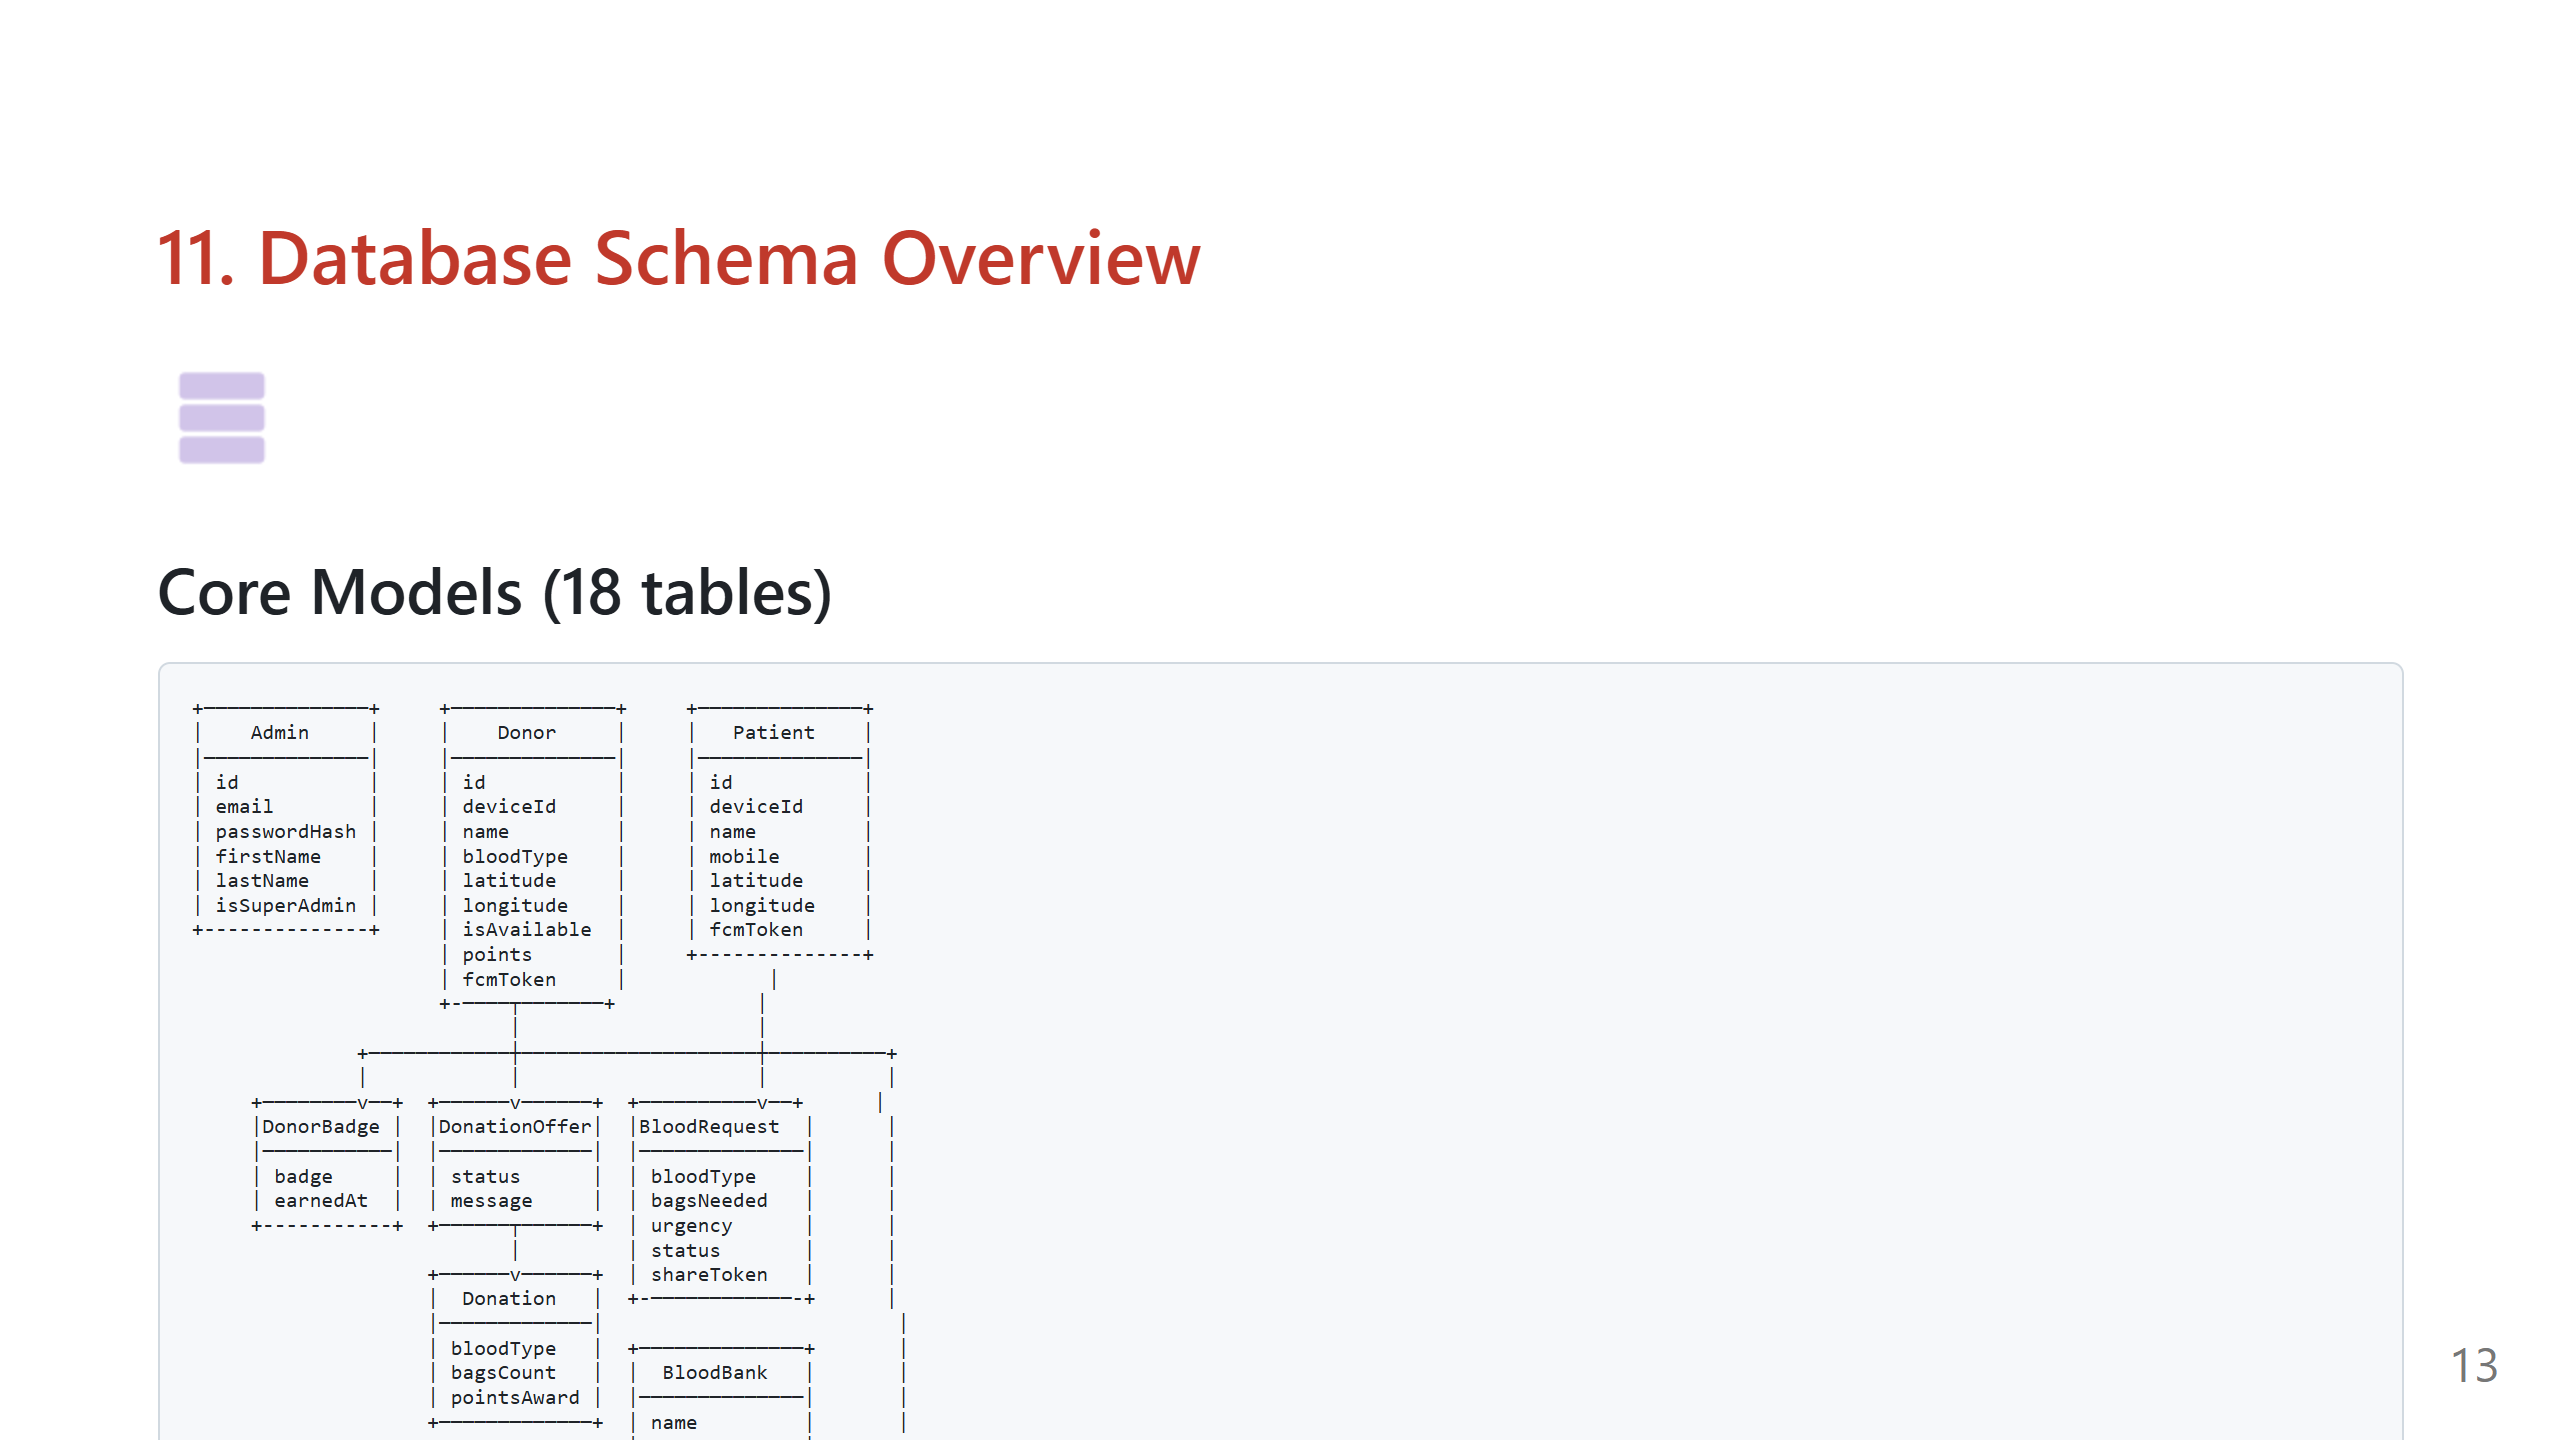 11. Database Schema Overview
Core Models (18 tables)
+──────────────+     +──────────────+     +──────────────+
│    Admin     │     │    Donor     │     │   Patient    │
│──────────────│     │──────────────│     │──────────────│
│ id           │     │ id           │     │ id           │
│ email        │     │ deviceId     │     │ deviceId     │
│ passwordHash │     │ name         │     │ name         │
│ firstName    │     │ bloodType    │     │ mobile       │
│ lastName     │     │ latitude     │     │ latitude     │
│ isSuperAdmin │     │ longitude    │     │ longitude    │
+--------------+     │ isAvailable  │     │ fcmToken     │
                     │ points       │     +--------------+
                     │ fcmToken     │            │
                     +-────┬───────+            │
                           │                    │
              +────────────┼────────────────────┼──────────+
              │            │                    │          │
     +────────v──+  +──────v──────+  +──────────v──+      │
     │DonorBadge │  │DonationOffer│  │BloodRequest  │      │
     │───────────│  │─────────────│  │──────────────│      │
     │ badge     │  │ status      │  │ bloodType    │      │
     │ earnedAt  │  │ message     │  │ bagsNeeded   │      │
     +-----------+  +──────┬──────+  │ urgency      │      │
                           │         │ status       │      │
                    +──────v──────+  │ shareToken   │      │
                    │  Donation   │  +-────────────-+      │
                    │─────────────│                         │
                    │ bloodType   │  +──────────────+       │
                    │ bagsCount   │  │  BloodBank   │       │
                    │ pointsAward │  │──────────────│       │
                    +─────────────+  │ name         │       │
13